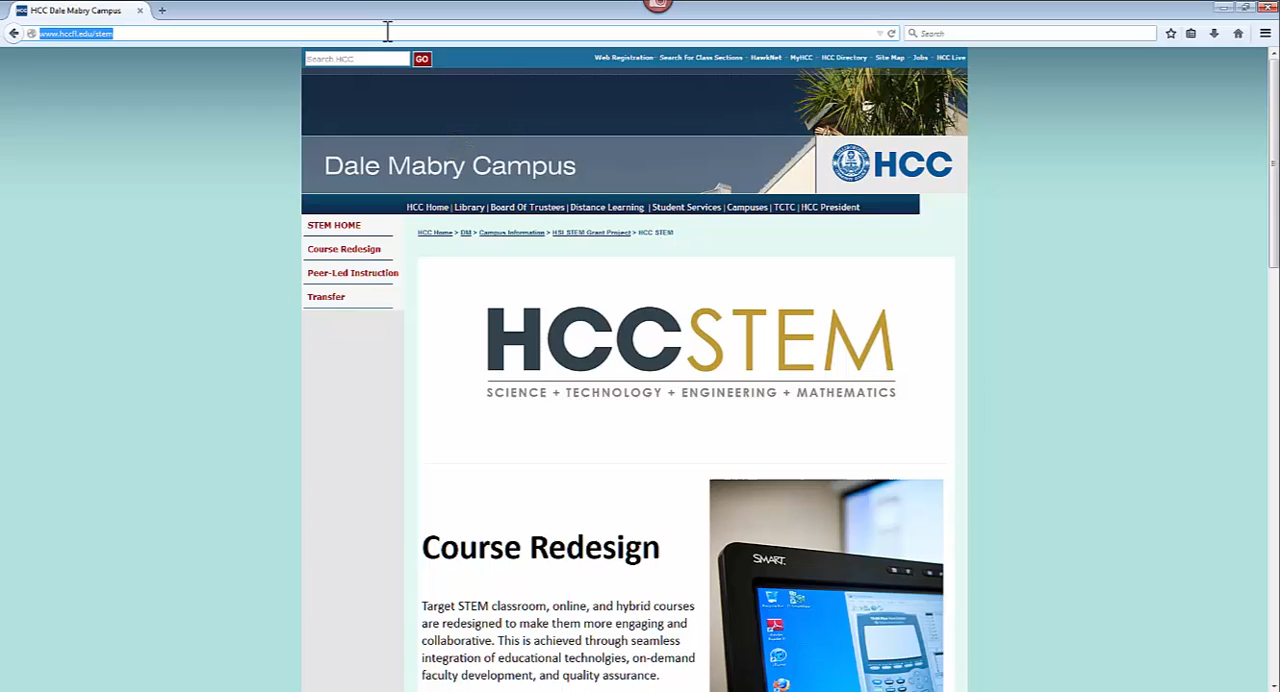 HCC Dale Mabry Campus
www.hccfl.edu/stem
Search
Search HCC
GO
Web Registration - Search for Class Sections - HawkNet - MyHCC - HCC Directory - Site Map - Jobs - HCC Live
Dale Mabry Campus
HCC
HCC Home | Library | Board Of Trustees | Distance Learning | Student Services | Campuses | TCTC | HCC President
STEM HOME
Course Redesign
Peer-Led Instruction
Transfer
HCC Home > DM > Campus Information > HSI STEM Grant Project > HCC STEM
HCCSTEM
SCIENCE + TECHNOLOGY + ENGINEERING + MATHEMATICS
Course Redesign
Target STEM classroom, online, and hybrid courses
are redesigned to make them more engaging and
collaborative. This is achieved through seamless
integration of educational technolgies, on-demand
faculty development, and quality assurance.
SMART